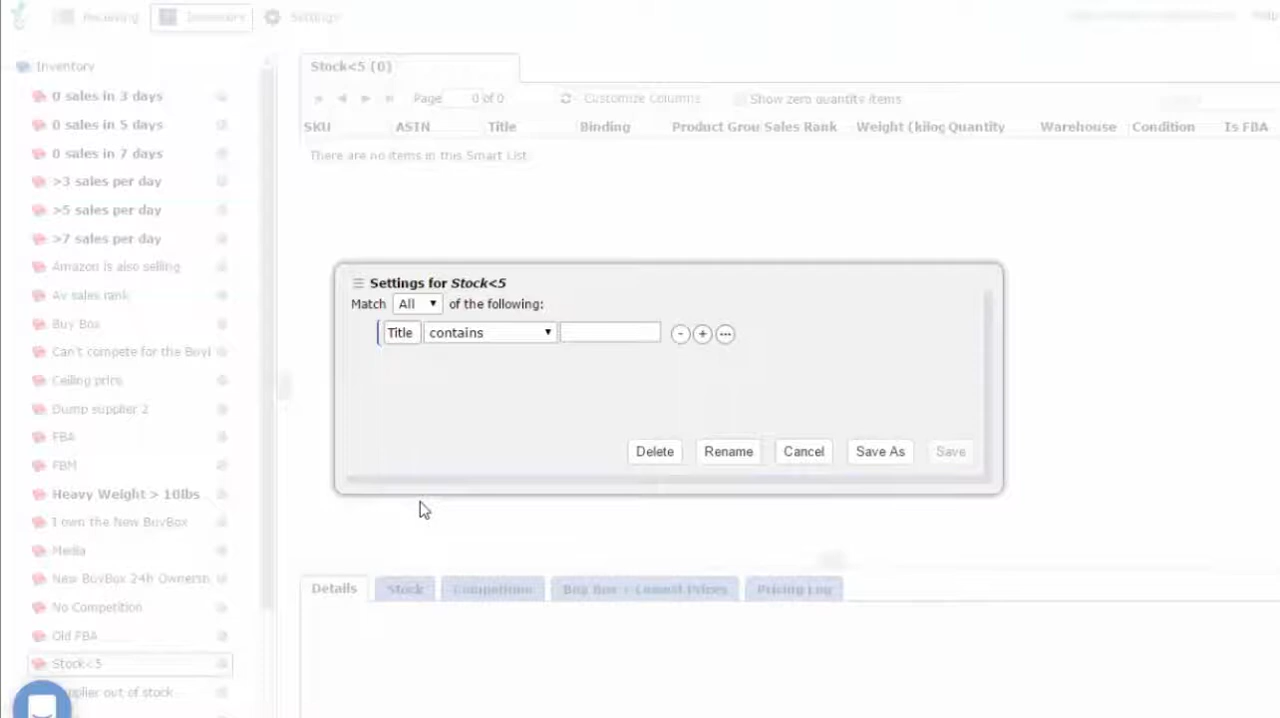 Receiving
Inventory
Settings
Help
Inventory
0 sales in 3 days
0 sales in 5 days
0 sales in 7 days
>3 sales per day
>5 sales per day
>7 sales per day
Amazon is also selling
Av sales rank
Buy Box
Can't compete for the Buy
Ceiling price
Dump supplier 2
FBA
FBM
Heavy Weight > 10lbs
I own the New BuyBox
Media
New BuyBox 24h Ownersh
No Competition
Old FBA
Stock<5
pplier out of stock
Stock<5 (0)
Page 0 of 0 Customize Columns Show zero quantity items
SKU ASIN Title Binding Product Grou Sales Rank Weight (kilog Quantity Warehouse Condition Is FBA
There are no items in this Smart List
Settings for Stock<5
Match All of the following:
Title contains - + ...
Delete Rename Cancel Save As Save
Details Stock Competition Buy Box + Lowest Prices Pricing Log